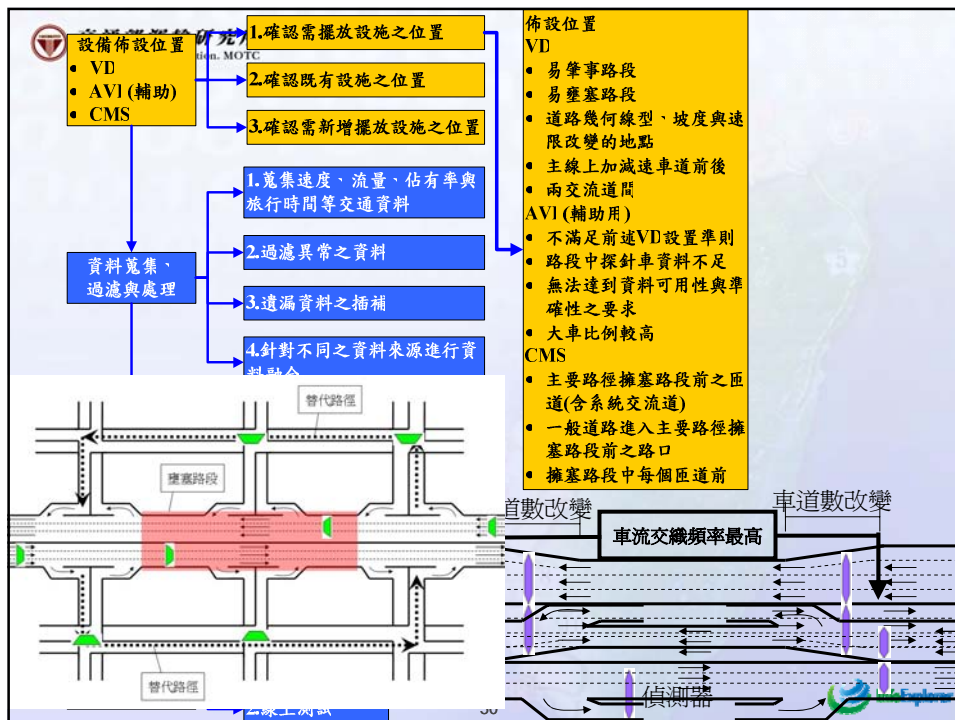 設備佈設位置
• VD
• AVI (輔助)
• CMS
tion. MOTC
1.確認需擺放設施之位置
2.確認既有設施之位置
3.確認需新增擺放設施之位置
資料蒐集、
過濾與處理
1.蒐集速度、流量、佔有率與
旅行時間等交通資料
2.過濾異常之資料
3.遺漏資料之插補
4.針對不同之資料來源進行資
料融合
佈設位置
VD
• 易肇事路段
• 易壅塞路段
• 道路幾何線型、坡度與速
限改變的地點
• 主線上加減速車道前後
• 兩交流道間
AVI (輔助用)
• 不滿足前述VD設置準則
• 路段中探針車資料不足
• 無法達到資料可用性與準
確性之要求
• 大車比例較高
CMS
• 主要路徑擁塞路段前之匝
道(含系統交流道)
• 一般道路進入主要路徑擁
塞路段前之路口
• 擁塞路段中每個匝道前
替代路徑
壅塞路段
替代路徑
道數改變
車道數改變
車流交織頻率最高
偵測器
2.線上測試